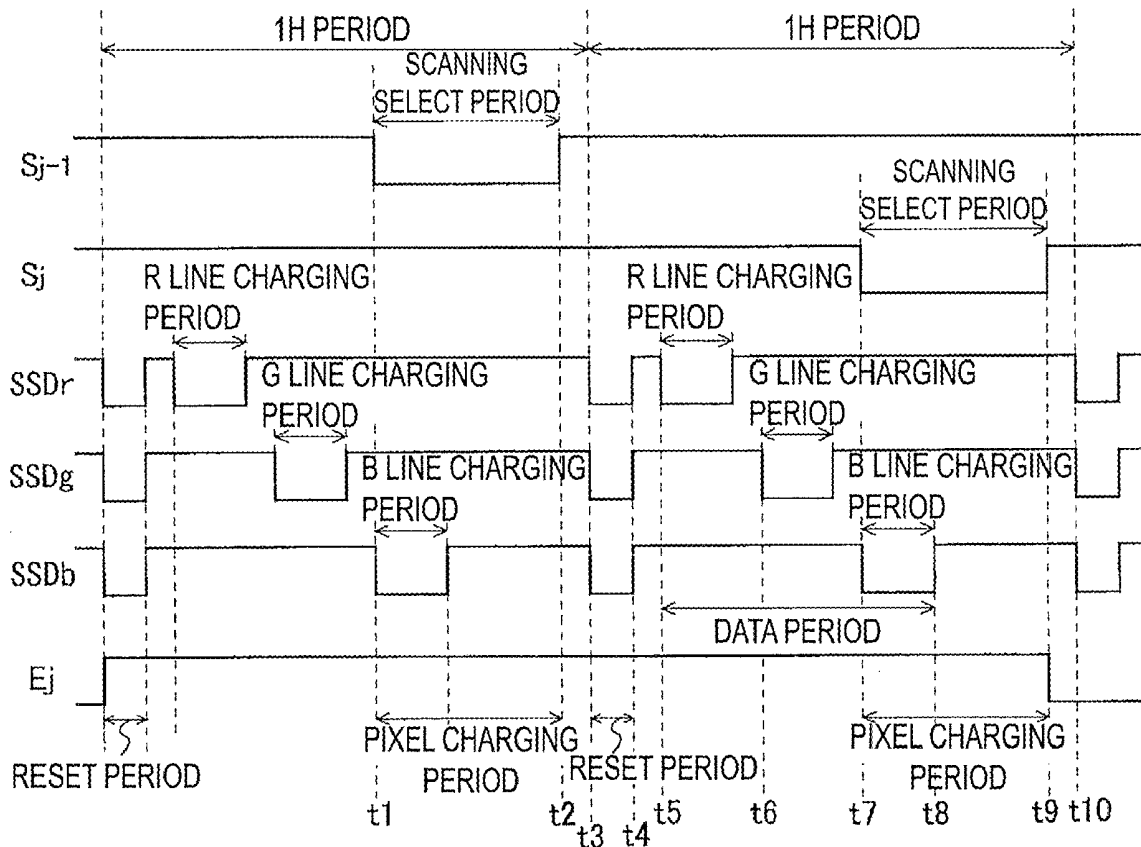 1H PERIOD
1H PERIOD
SCANNING
SELECT PERIOD
Sj-1
SCANNING
SELECT PERIOD
Sj
R LINE CHARGING
PERIOD
R LINE CHARGING
PERIOD
SSDr
G LINE CHARGING
PERIOD
G LINE CHARGING
PERIOD
SSDg
B LINE CHARGING
PERIOD
B LINE CHARGING
PERIOD
SSDb
DATA PERIOD
Ej
RESET PERIOD
PIXEL CHARGING
PERIOD
RESET PERIOD
PIXEL CHARGING
PERIOD
t1 t2 t3 t4 t5 t6 t7 t8 t9 t10